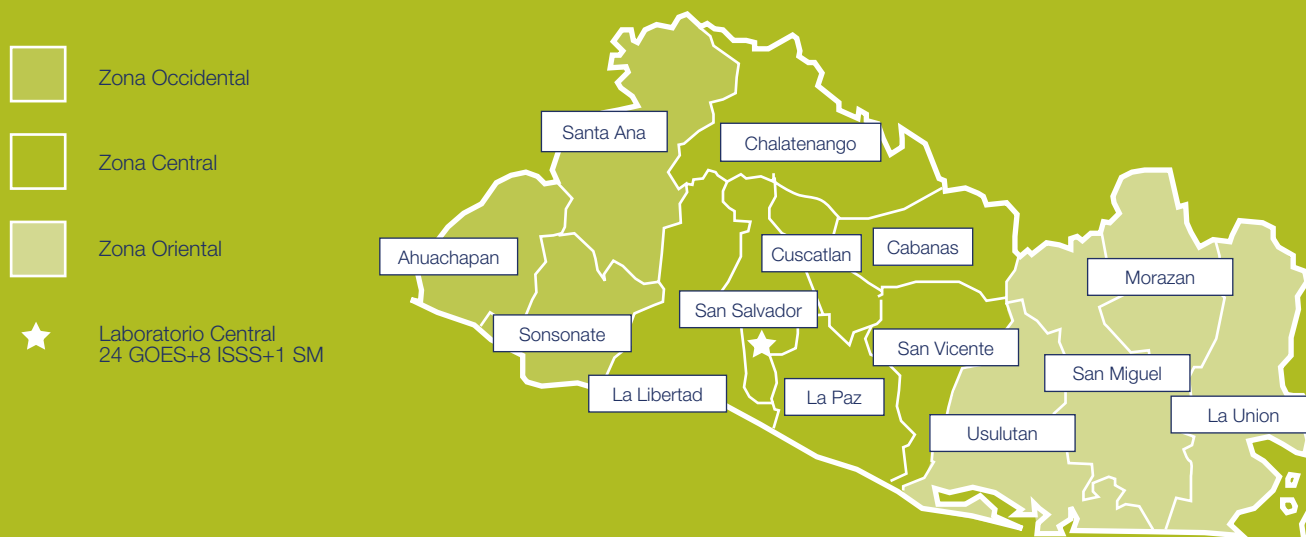 Zona Occidental
Zona Central
Zona Oriental
Laboratorio Central
24 GOES+8 ISSS+1 SM
Santa Ana
Chalatenango
Ahuachapan
Cuscatlan
Cabanas
Morazan
San Salvador
Sonsonate
San Vicente
San Miguel
La Libertad
La Paz
La Union
Usulutan